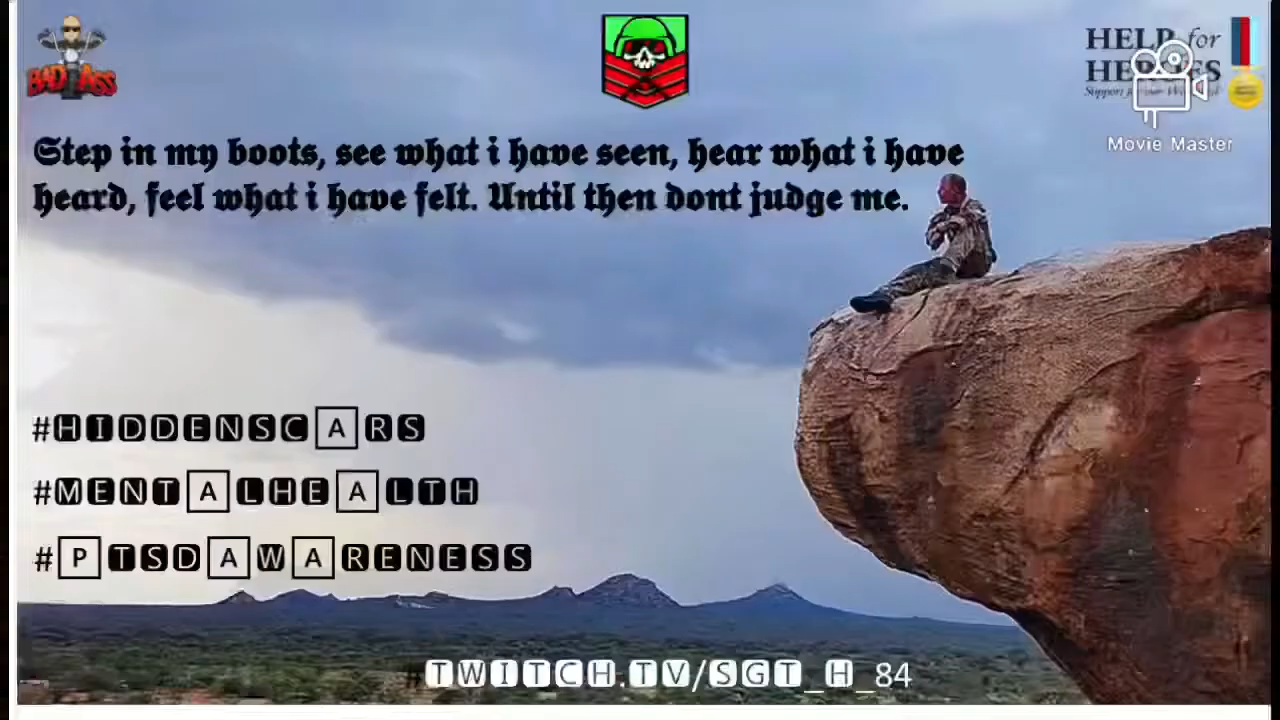 BAD ASS
HELP for
HEROES
Movie Master
Step in my boots, see what i have seen, hear what i have
heard, feel what i have felt. Until then dont judge me.
#HIDDENSCARS
#MENTALHEALTH
#PTSDAWARENESS
#TWITCH.TV/SGT_H_84